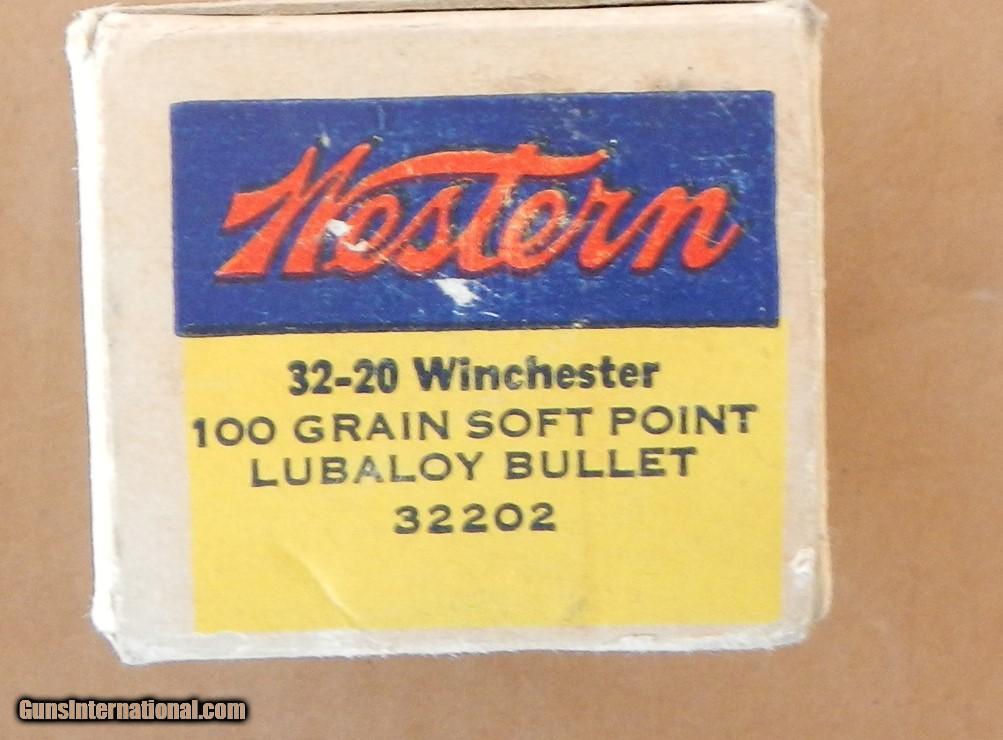 Western
32-20 Winchester
100 GRAIN SOFT POINT
LUBALOY BULLET
32202
GunsInternational.com